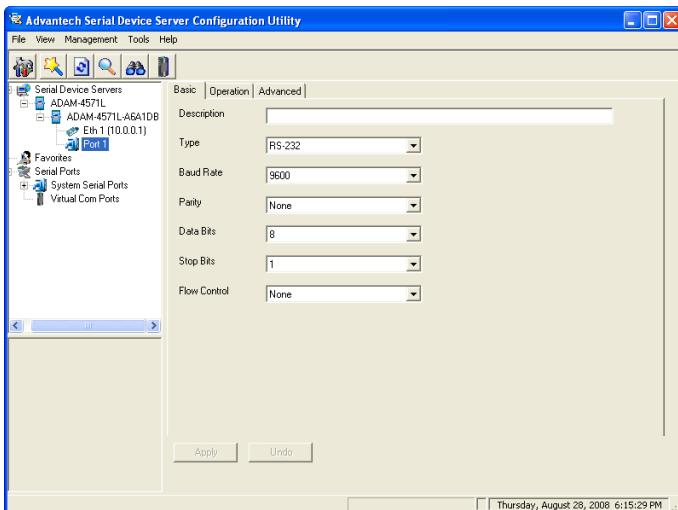 Advantech Serial Device Server Configuration Utility
File View Management Tools Help
Serial Device Servers
ADAM-4571L
ADAM-4571L-A6A1DB
Eth 1 (10.0.0.1)
Port 1
Favorites
Serial Ports
System Serial Ports
Virtual Com Ports
Basic Operation Advanced
Description
Type RS-232
Baud Rate 9600
Parity None
Data Bits 8
Stop Bits 1
Flow Control None
Apply Undo
Thursday, August 28, 2008 6:15:29 PM